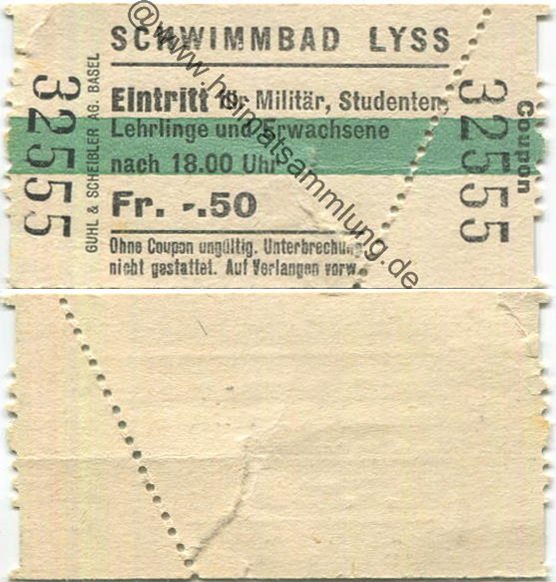 SCHWIMMBAD LYSS
Eintritt für Militär, Studenten,
Lehrlinge und Erwachsene
nach 18.00 Uhr
Fr. -.50
Ohne Coupon ungültig. Unterbrechung
nicht gestattet. Auf Verlangen vorw.
32555
GUHL & SCHEIBLER AG. BASEL
Coupon
32555
@www.heimatsammlung.de